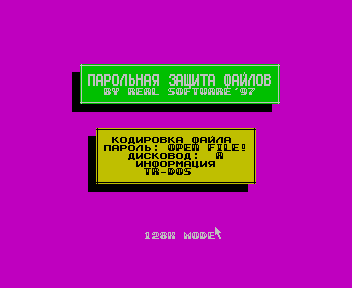 ПАРОЛЬНАЯ ЗАЩИТА ФАЙЛОВ
BY REAL SOFTWARE'97
КОДИРОВКА ФАЙЛА
ПАРОЛЬ: OPEN FILE!
ДИСКОВОД: A
ИНФОРМАЦИЯ
TR-DOS
128K MODE